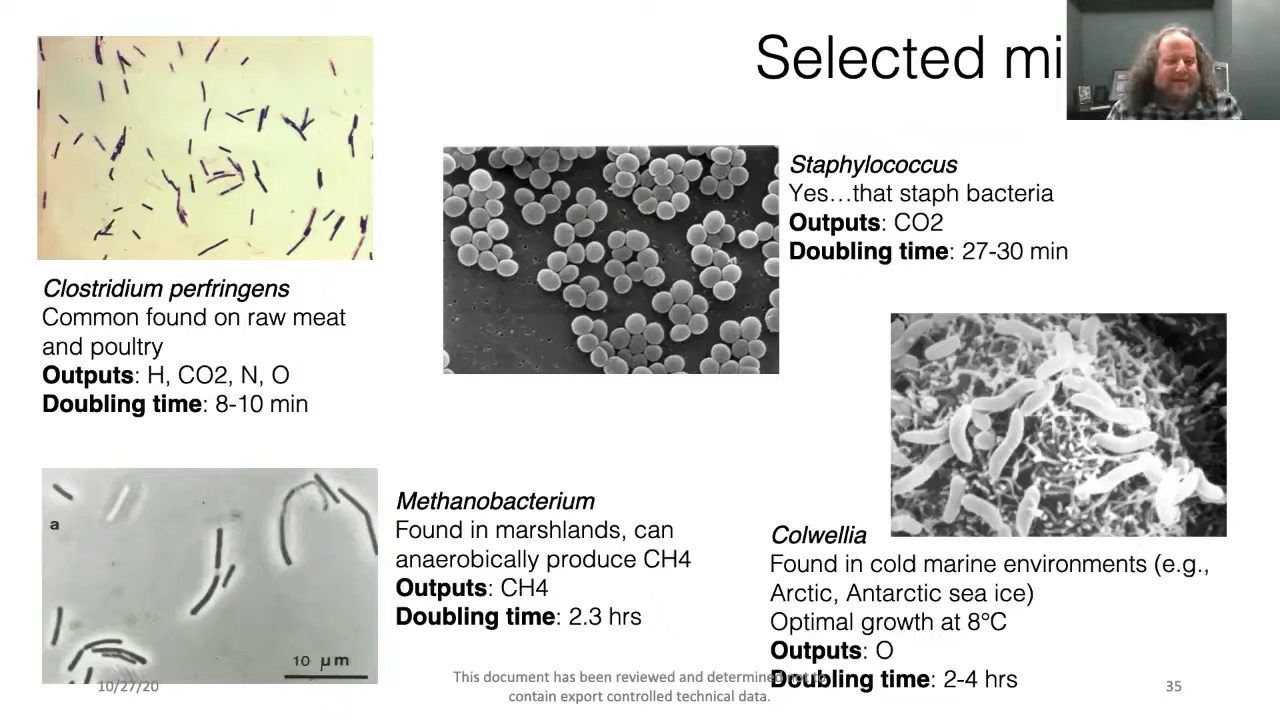 Selected mi
Clostridium perfringens
Common found on raw meat
and poultry
Outputs: H, CO2, N, O
Doubling time: 8-10 min
Staphylococcus
Yes…that staph bacteria
Outputs: CO2
Doubling time: 27-30 min
a
10 µm
Methanobacterium
Found in marshlands, can
anaerobically produce CH4
Outputs: CH4
Doubling time: 2.3 hrs
Colwellia
Found in cold marine environments (e.g.,
Arctic, Antarctic sea ice)
Optimal growth at 8°C
Outputs: O
Doubling time: 2-4 hrs
10/27/20
This document has been reviewed and determined not to
contain export controlled technical data.
35